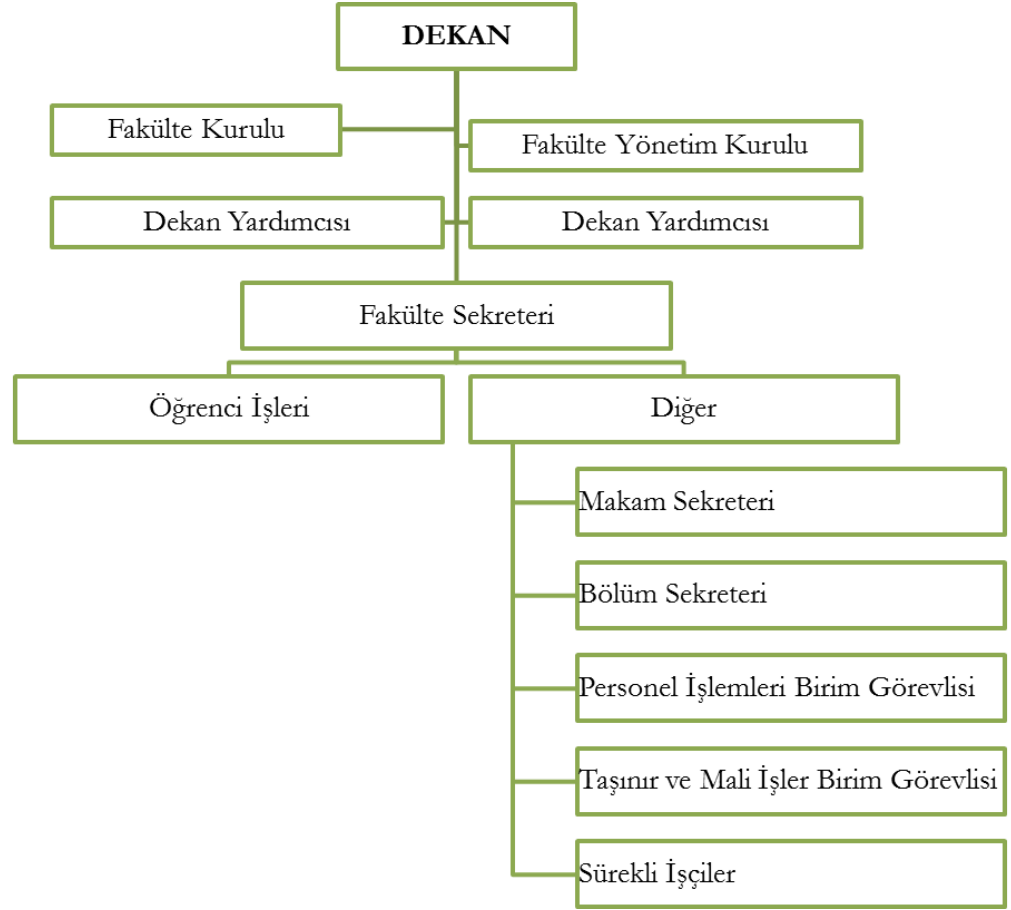 DEKAN
Fakülte Kurulu
Fakülte Yönetim Kurulu
Dekan Yardımcısı
Dekan Yardımcısı
Fakülte Sekreteri
Öğrenci İşleri
Diğer
Makam Sekreteri
Bölüm Sekreteri
Personel İşlemleri Birim Görevlisi
Taşınır ve Mali İşler Birim Görevlisi
Sürekli İşçiler